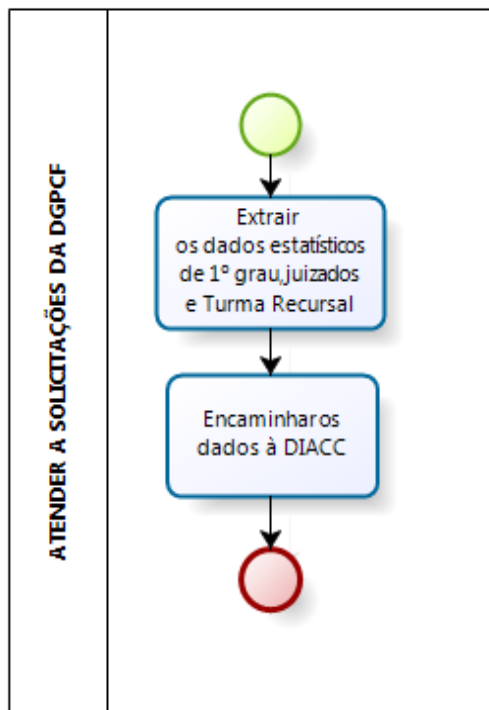 ATENDER A SOLICITAÇÕES DA DGPCF
Extrair
os dados estatísticos
de 1º grau,juizados
e Turma Recursal
Encaminharos
dados à DIACC